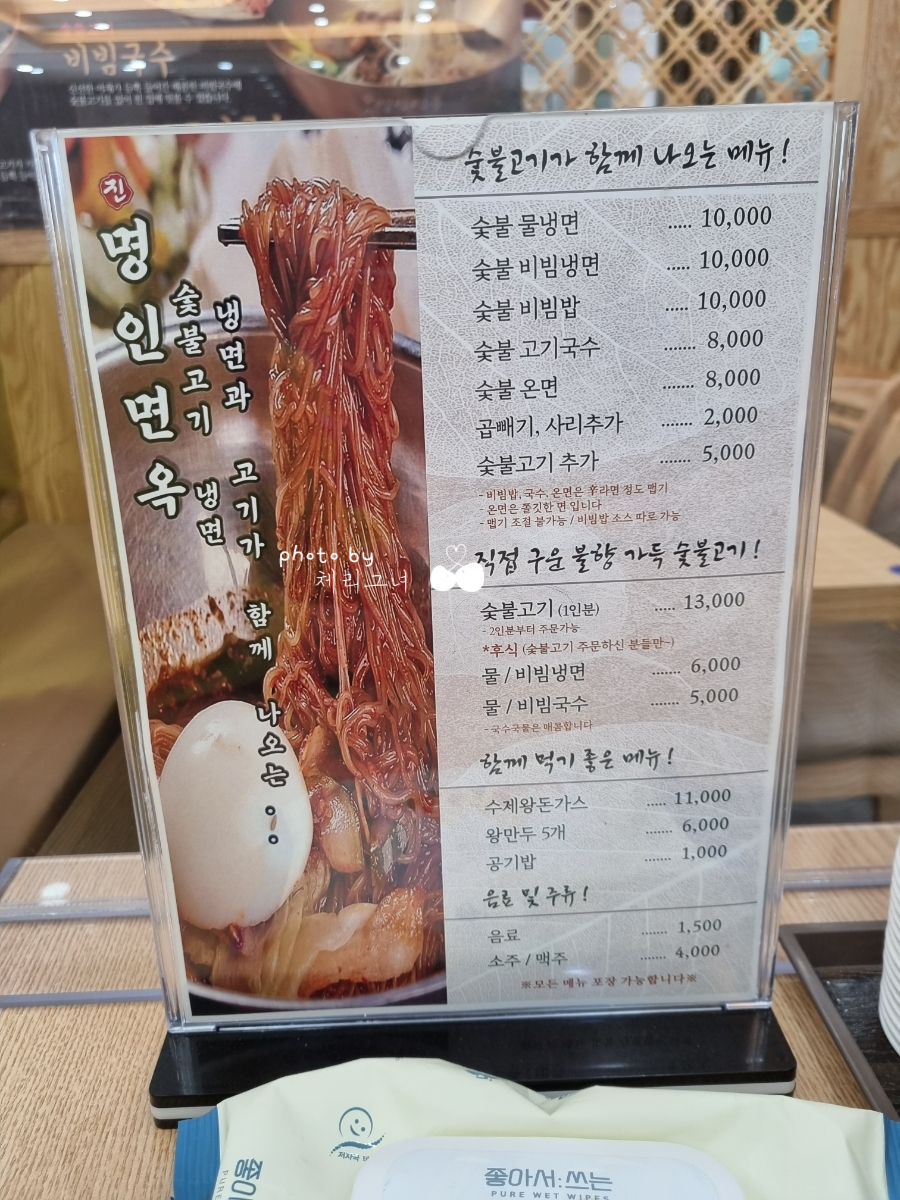 비빔국수
진
명인면옥
숯불고기 냉면
냉면과 고기가 함께 나오는 %
숯불고기가 함께 나오는 메뉴!
숯불 물냉면 ..... 10,000
숯불 비빔냉면 ..... 10,000
숯불 비빔밥 ..... 10,000
숯불 고기국수 ....... 8,000
숯불 온면 ....... 8,000
곱빼기, 사리추가 ....... 2,000
숯불고기 추가 ....... 5,000
- 비빔밥, 국수, 온면은 辛라면 정도 맵기
온면은 쫄깃한 면 입니다
- 맵기 조절 불가능 / 비빔밥 소스 따로 가능
직접 구운 불향 가득 숯불고기!
숯불고기 (1인분) ..... 13,000
- 2인분부터 주문가능
*후식 (숯불고기 주문하신 분들만~)
물 / 비빔냉면 ....... 6,000
물 / 비빔국수 ....... 5,000
- 국수국물은 매콤합니다
함께 먹기 좋은 메뉴!
수제왕돈가스 ..... 11,000
왕만두 5개 ....... 6,000
공기밥 ....... 1,000
음료 및 주류!
음료 ....... 1,500
소주 / 맥주 ....... 4,000
※모든 메뉴 포장 가능합니다※
photo by
체리그녀
좋아서:쓰는
PURE WET WIPES